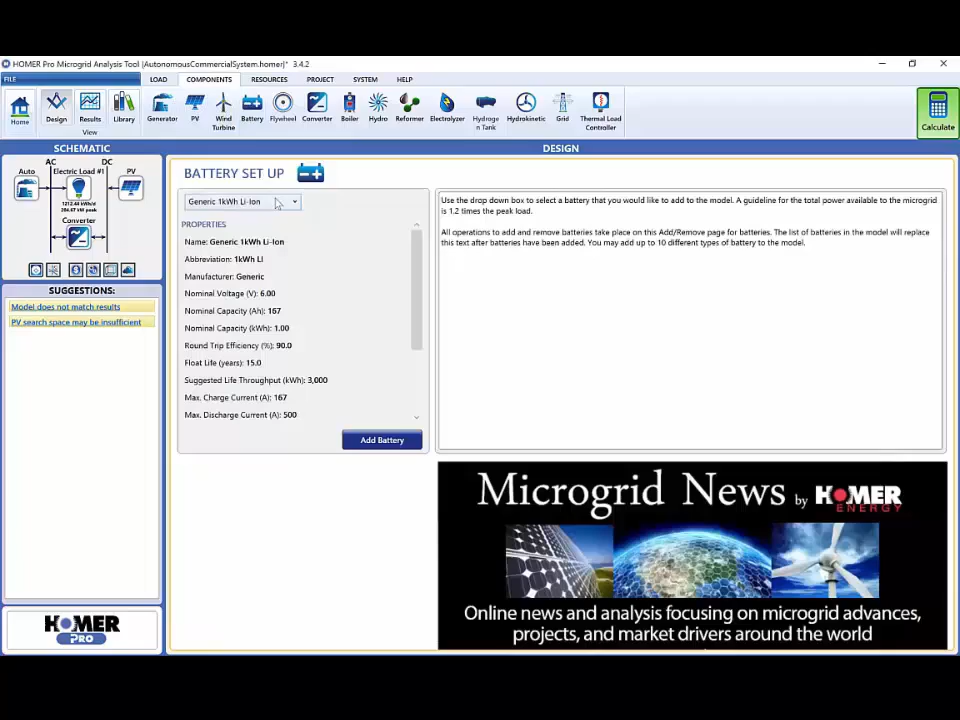 HOMER Pro Microgrid Analysis Tool [AutonomousCommercialSystem.homer]* 3.4.2
FILE
LOAD COMPONENTS RESOURCES PROJECT SYSTEM HELP
Home
Design
Results
Library
View
Generator
PV
Wind
Turbine
Battery
Flywheel
Converter
Boiler
Hydro
Reformer
Electrolyzer
Hydroge
n Tank
Hydrokinetic
Grid
Thermal Load
Controller
Calculate
SCHEMATIC
DESIGN
AC DC
Auto Electric Load #1 PV
1212.44 kWh/d
206.67 kW peak
Converter
SUGGESTIONS:
Model does not match results
PV search space may be insufficient
HOMER
PRO
BATTERY SET UP
Generic 1kWh Li-Ion
PROPERTIES
Name: Generic 1kWh Li-Ion
Abbreviation: 1kWh LI
Manufacturer: Generic
Nominal Voltage (V): 6.00
Nominal Capacity (Ah): 167
Nominal Capacity (kWh): 1.00
Round Trip Efficiency (%): 90.0
Float Life (years): 15.0
Suggested Life Throughput (kWh): 3,000
Max. Charge Current (A): 167
Max. Discharge Current (A): 500
Add Battery
Use the drop down box to select a battery that you would like to add to the model. A guideline for the total power available to the microgrid
is 1.2 times the peak load.
All operations to add and remove batteries take place on this Add/Remove page for batteries. The list of batteries in the model will replace
this text after batteries have been added. You may add up to 10 different types of battery to the model.
Microgrid News by HOMER
ENERGY
Online news and analysis focusing on microgrid advances,
projects, and market drivers around the world